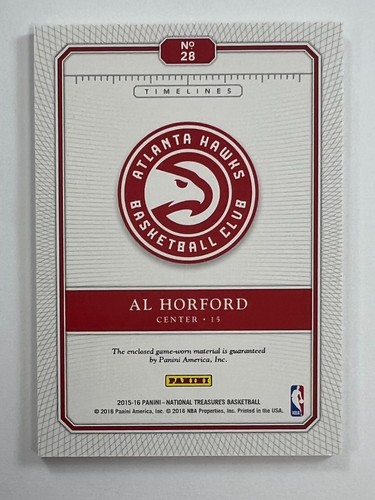 Nº
28
TIMELINES
ATLANTA HAWKS
BASKETBALL CLUB
AL HORFORD
CENTER • 15
The enclosed game-worn material is guaranteed
by Panini America, Inc.
PANINI
2015-16 PANINI – NATIONAL TREASURES BASKETBALL
© 2016 Panini America, Inc. © 2016 NBA Properties, Inc. Printed in the USA.
NBA